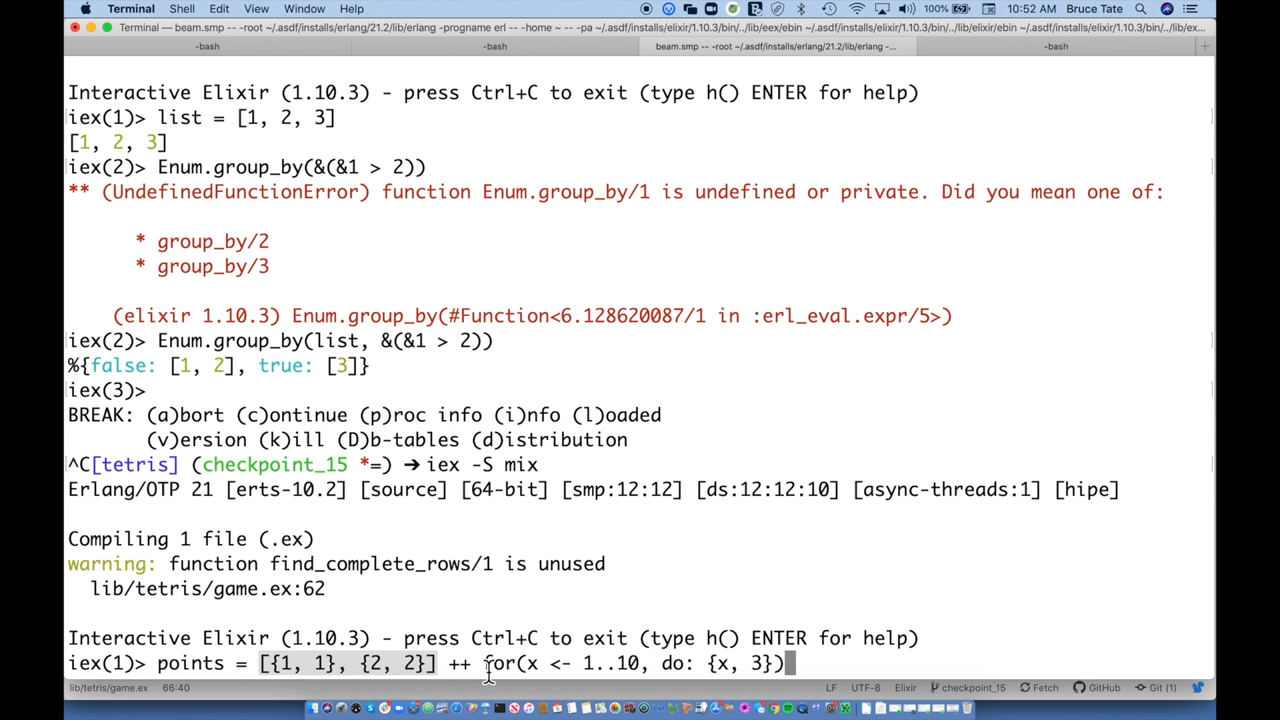 Terminal Shell Edit View Window Help 100% 10:52 AM Bruce Tate
Terminal — beam.smp -- -root ~/.asdf/installs/erlang/21.2/lib/erlang -progname erl -- -home ~ -- -pa ~/.asdf/installs/elixir/1.10.3/bin/../lib/eex/ebin ~/.asdf/installs/elixir/1.10.3/bin/../lib/elixir/ebin ~/.asdf/installs/elixir/1.10.3/bin/../lib/ex...
-bash -bash beam.smp -- -root ~/.asdf/installs/erlang/21.2/lib/erlang -... -bash
Interactive Elixir (1.10.3) - press Ctrl+C to exit (type h() ENTER for help)
iex(1)> list = [1, 2, 3]
[1, 2, 3]
iex(2)> Enum.group_by(&(&1 > 2))
** (UndefinedFunctionError) function Enum.group_by/1 is undefined or private. Did you mean one of:
* group_by/2
* group_by/3
(elixir 1.10.3) Enum.group_by(#Function<6.128620087/1 in :erl_eval.expr/5>)
iex(2)> Enum.group_by(list, &(&1 > 2))
%{false: [1, 2], true: [3]}
iex(3)>
BREAK: (a)bort (c)ontinue (p)roc info (i)nfo (l)oaded
(v)ersion (k)ill (D)b-tables (d)istribution
^C[tetris] (checkpoint_15 *=) ➔ iex -S mix
Erlang/OTP 21 [erts-10.2] [source] [64-bit] [smp:12:12] [ds:12:12:10] [async-threads:1] [hipe]
Compiling 1 file (.ex)
warning: function find_complete_rows/1 is unused
lib/tetris/game.ex:62
Interactive Elixir (1.10.3) - press Ctrl+C to exit (type h() ENTER for help)
iex(1)> points = [{1, 1}, {2, 2}] ++ for(x <- 1..10, do: {x, 3})
lib/tetris/game.ex 66:40 LF UTF-8 Elixir checkpoint_15 Fetch GitHub Git (1)